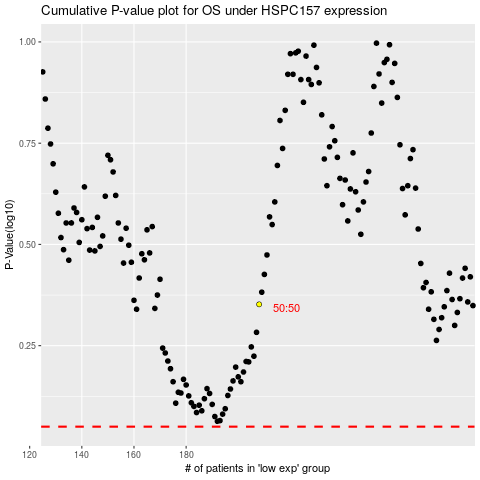 Cumulative P-value plot for OS under HSPC157 expression
1.00
0.75
0.50
0.25
P-Value(log10)
50:50
120 140 160 180
# of patients in 'low exp' group